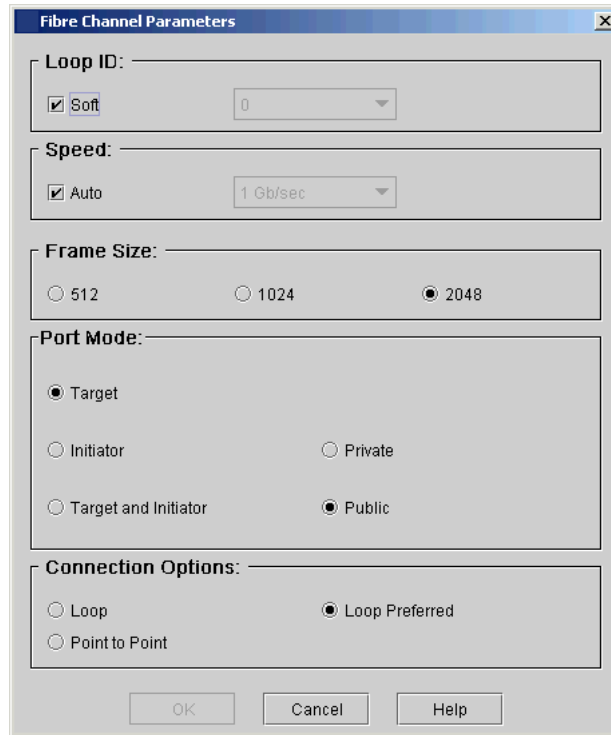 Fibre Channel Parameters
Loop ID:
Soft 0
Speed:
Auto 1 Gb/sec
Frame Size:
512 1024 2048
Port Mode:
Target
Initiator Private
Target and Initiator Public
Connection Options:
Loop Loop Preferred
Point to Point
OK Cancel Help